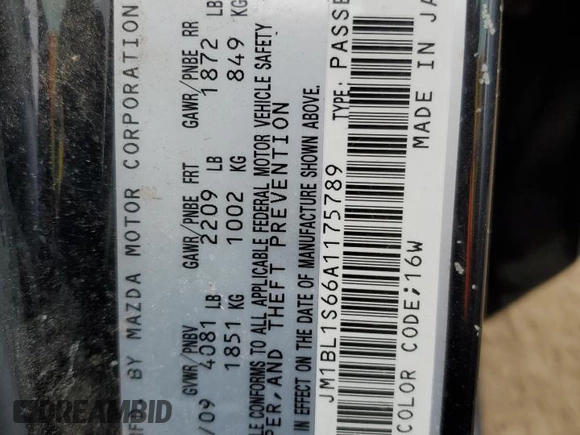 MFD BY MAZDA MOTOR CORPORATION
GVWR/PNBV GAWR/PNBE FRT GAWR/PNBE RR
/09 4081 LB 2209 LB 1872 LB
1851 KG 1002 KG 849 KG
CONFORMS TO ALL APPLICABLE FEDERAL MOTOR VEHICLE SAFETY
AND THEFT PREVENTION
IN EFFECT ON THE DATE OF MANUFACTURE SHOWN ABOVE.
JM1BL1S66A1175789 TYPE: PASSE
COLOR CODE;16W MADE IN JA
DREAMBID